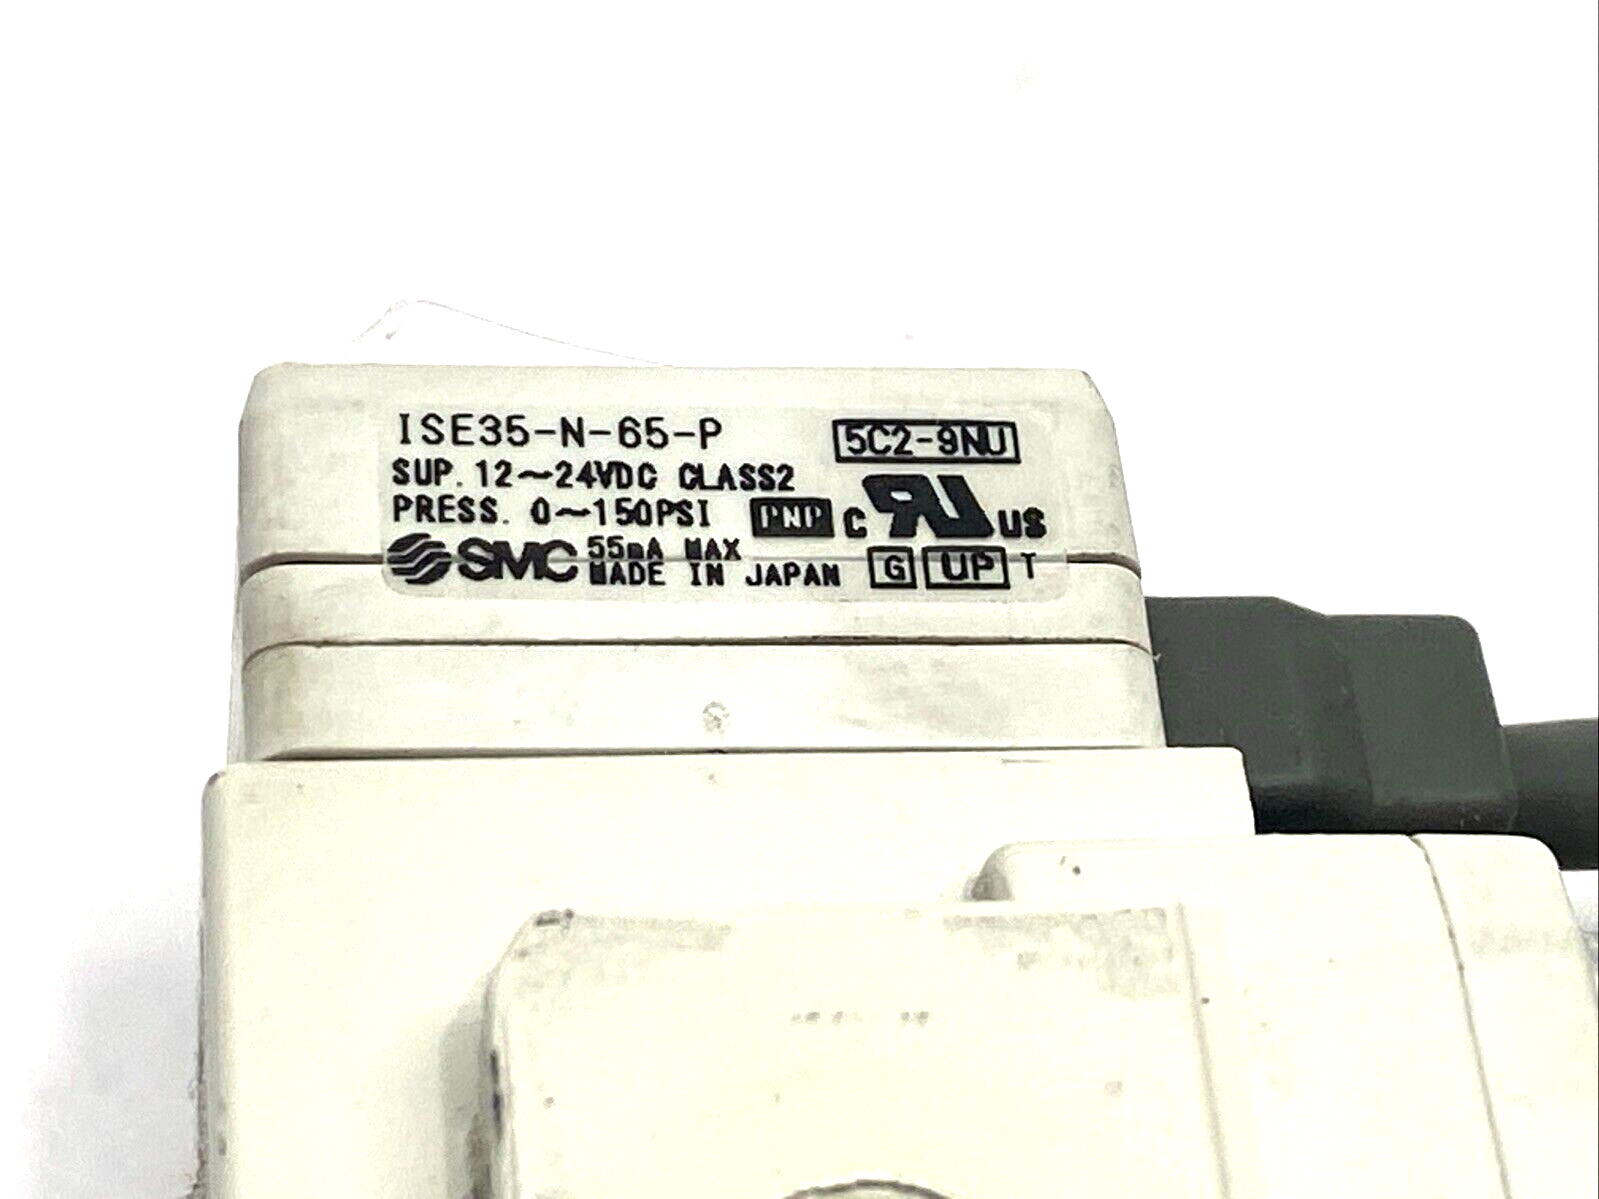 ISE35-N-65-P 5C2-9NU
SUP. 12~24VDC CLASS2
PRESS. 0~150PSI PNP C RU US
SMC 55mA MAX
MADE IN JAPAN G UP T